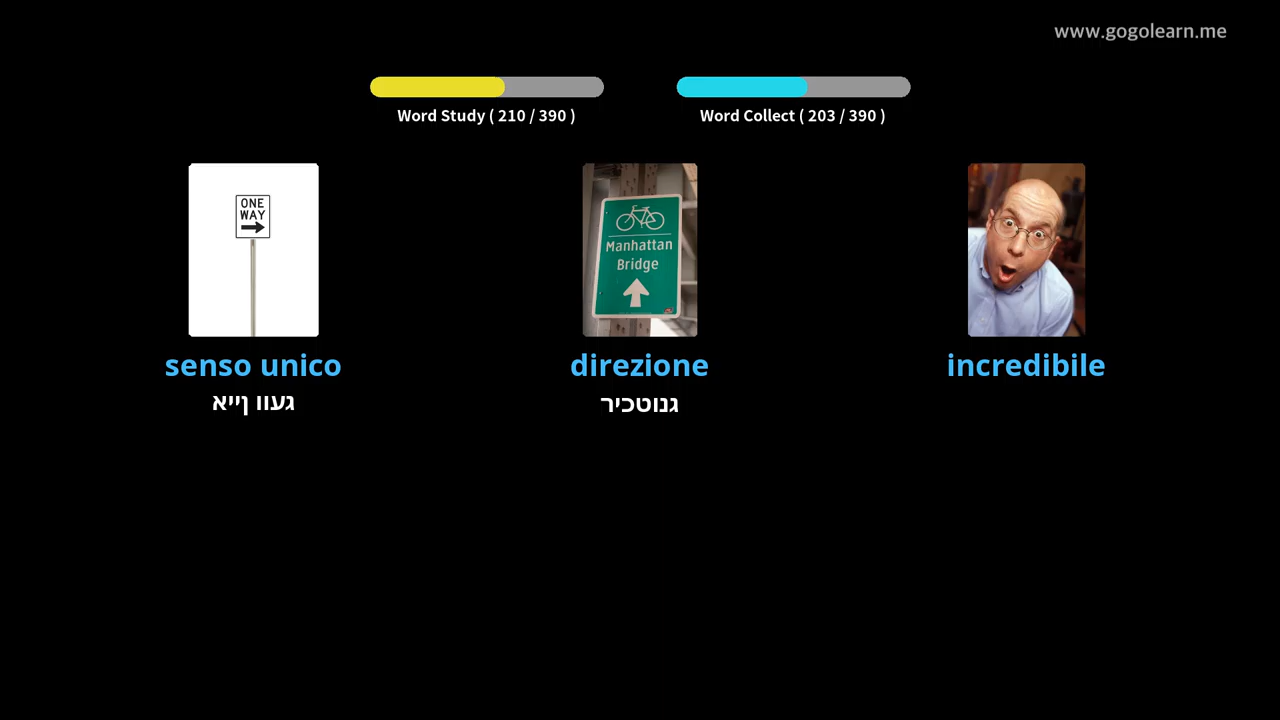 www.gogolearn.me
Word Study ( 210 / 390 )
Word Collect ( 203 / 390 )
ONE
WAY
Manhattan
Bridge
senso unico
direzione
incredibile
געוו ןייא
גנוטכיר